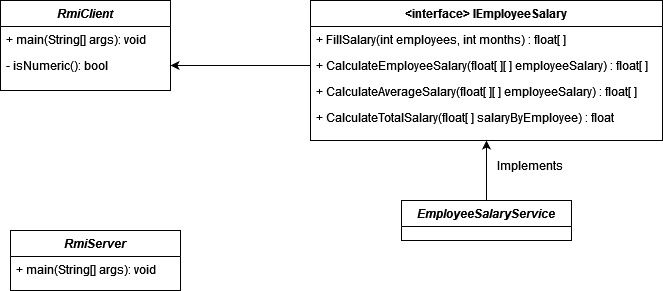 RmiClient
+ main(String[] args): void
- isNumeric(): bool
<interface> IEmployeeSalary
+ FillSalary(int employees, int months) : float[ ]
+ CalculateEmployeeSalary(float[ ][ ] employeeSalary) : float[ ]
+ CalculateAverageSalary(float[ ][ ] employeeSalary) : float[ ]
+ CalculateTotalSalary(float[ ] salaryByEmployee) : float
Implements
EmployeeSalaryService
RmiServer
+ main(String[] args): void